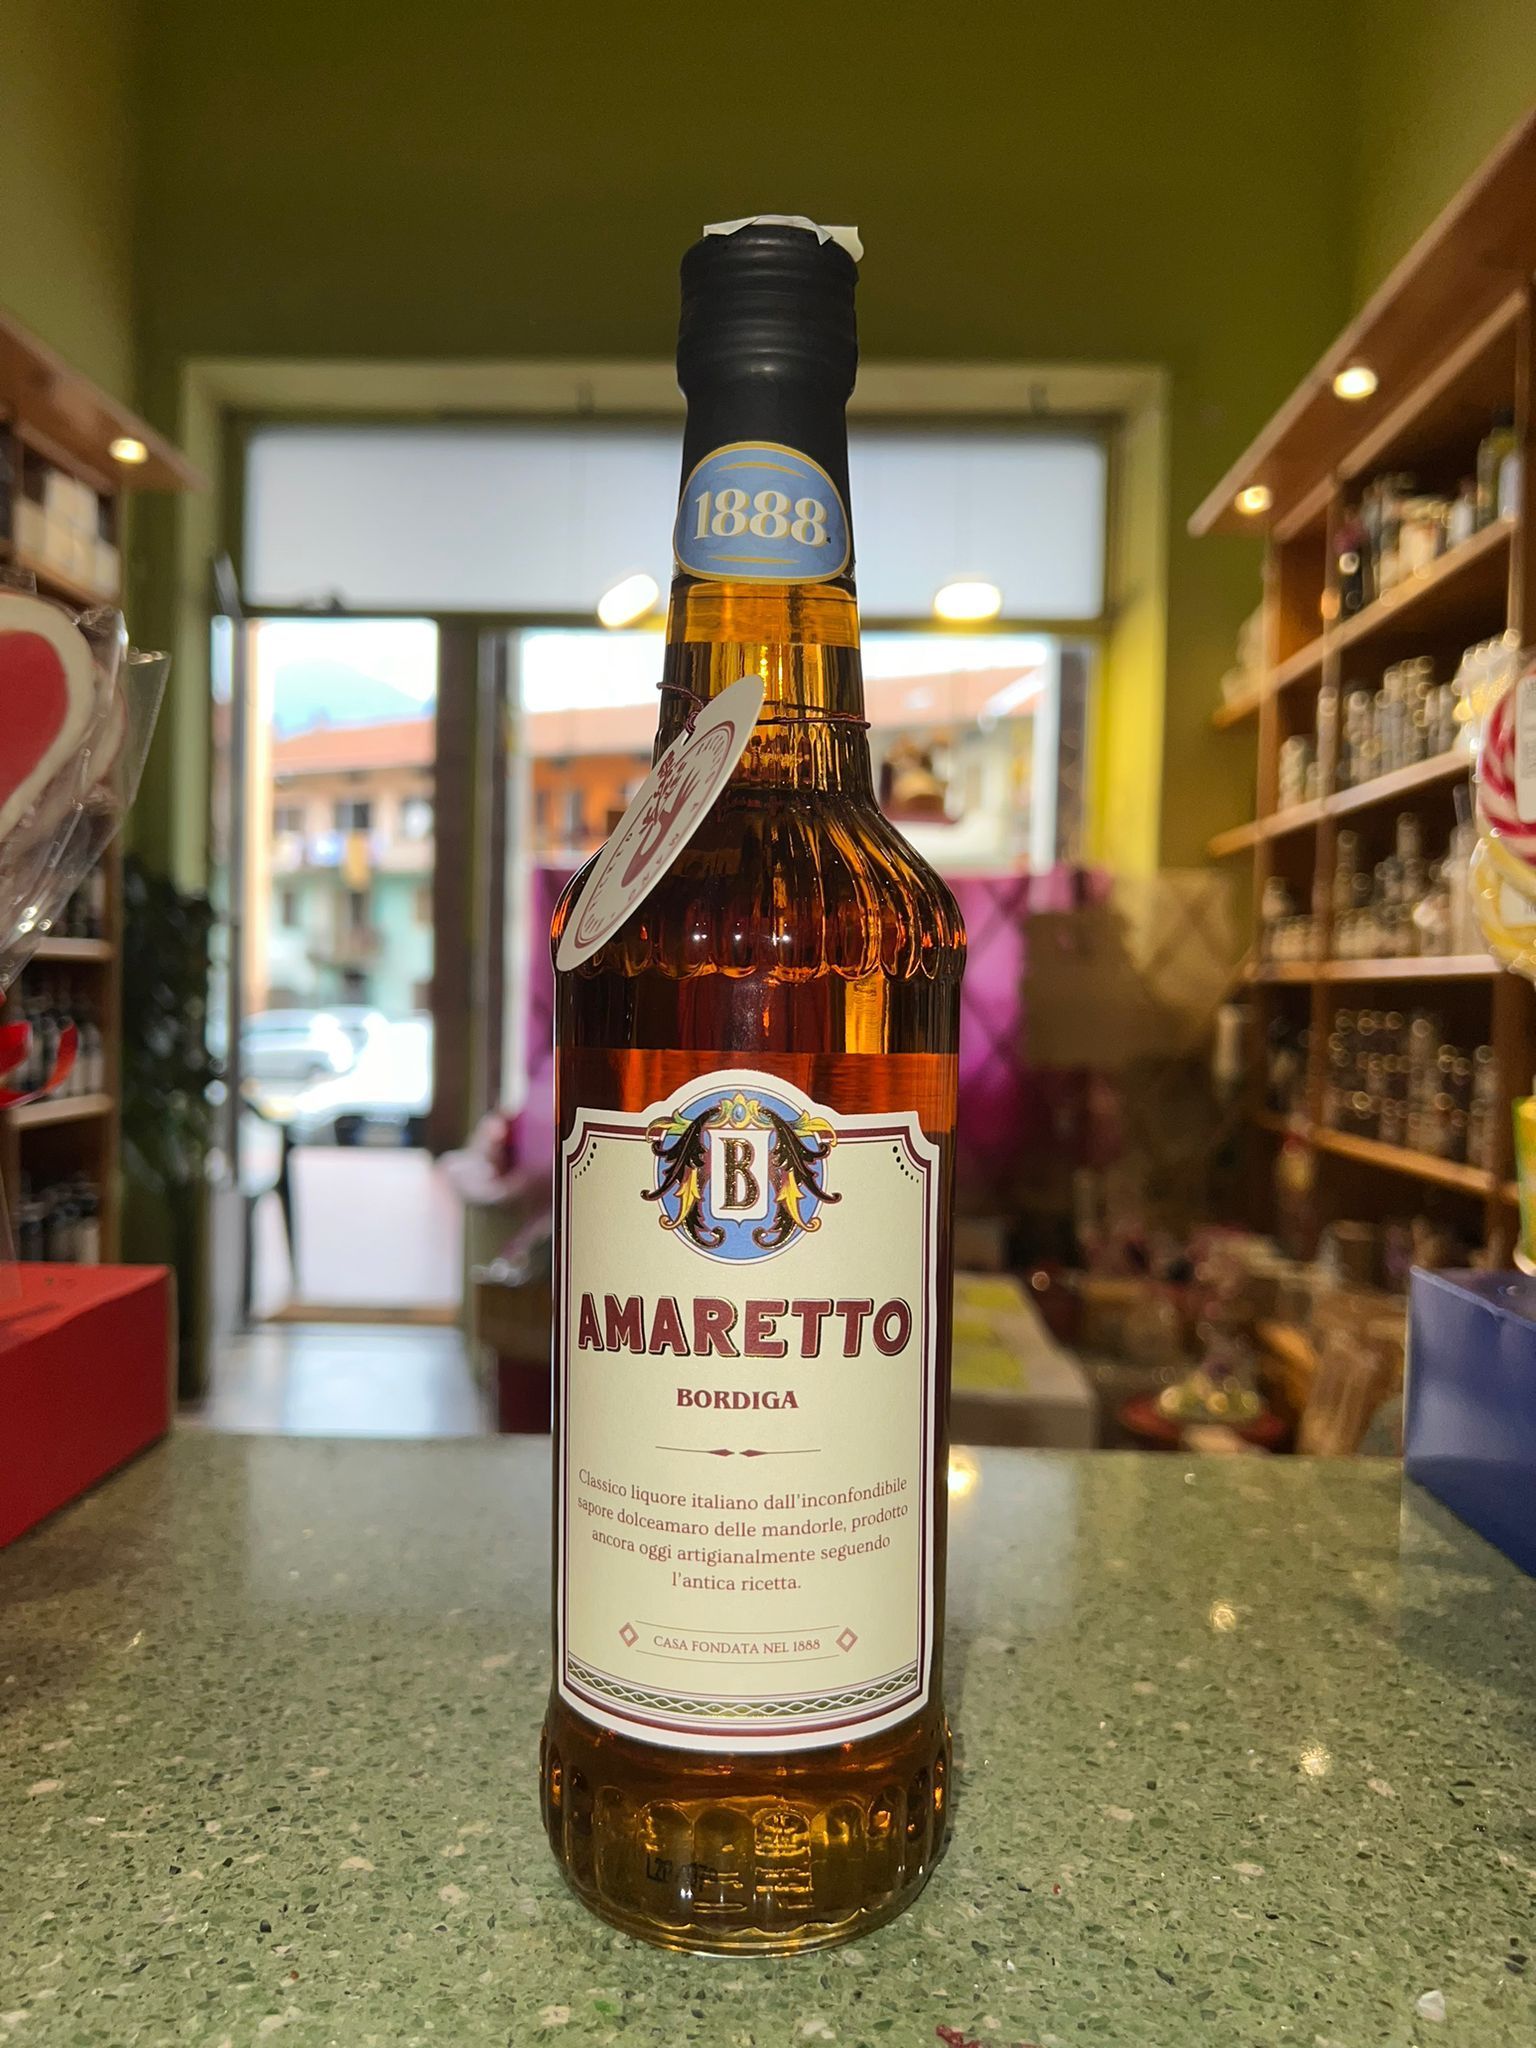 1888
B
AMARETTO
BORDIGA
Classico liquore italiano dall'inconfondibile
sapore dolceamaro delle mandorle, prodotto
ancora oggi artigianalmente seguendo
l'antica ricetta.
CASA FONDATA NEL 1888